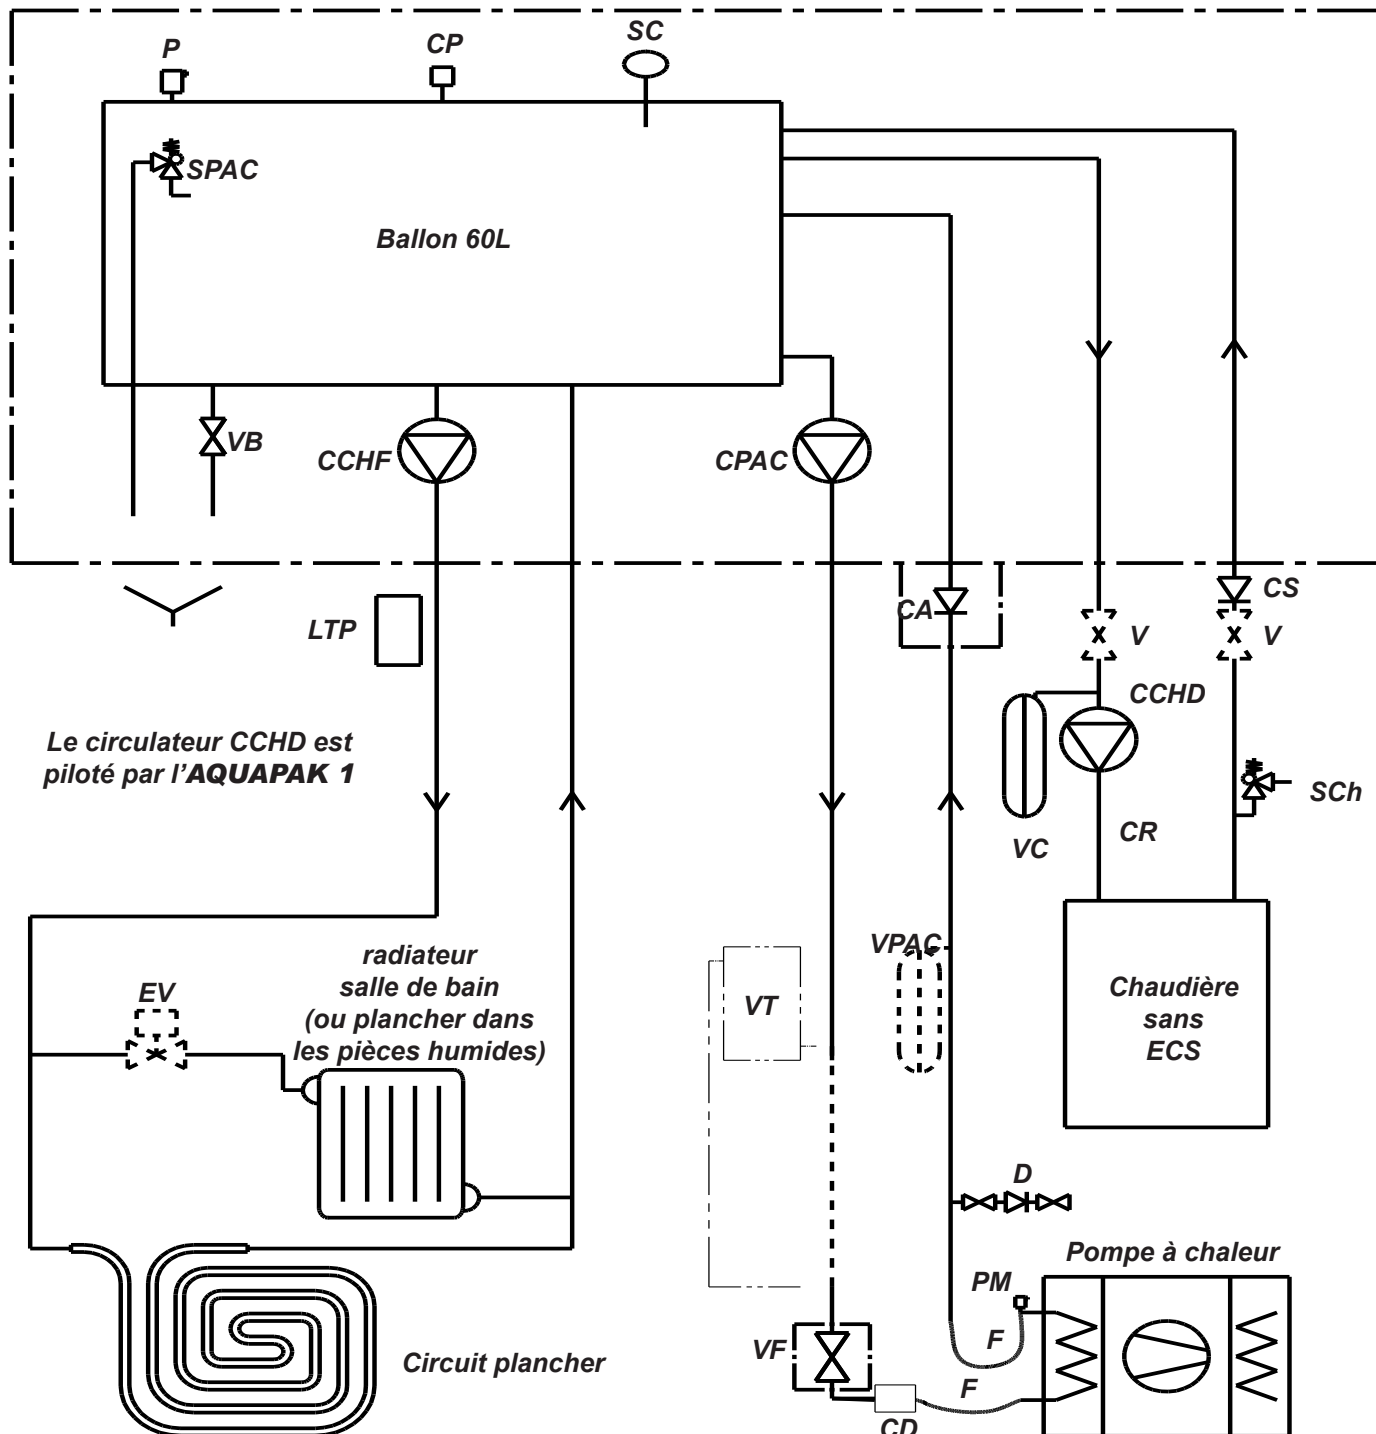 P
CP
SC
SPAC
Ballon 60L
VB
CCHF
CPAC
LTP
CA
CS
V
V
CCHD
Le circulateur CCHD est
piloté par l'AQUAPAK 1
SCh
VC
CR
VPAC
radiateur
salle de bain
(ou plancher dans
les pièces humides)
EV
VT
Chaudière
sans
ECS
D
Pompe à chaleur
PM
F
VF
F
Circuit plancher
CD